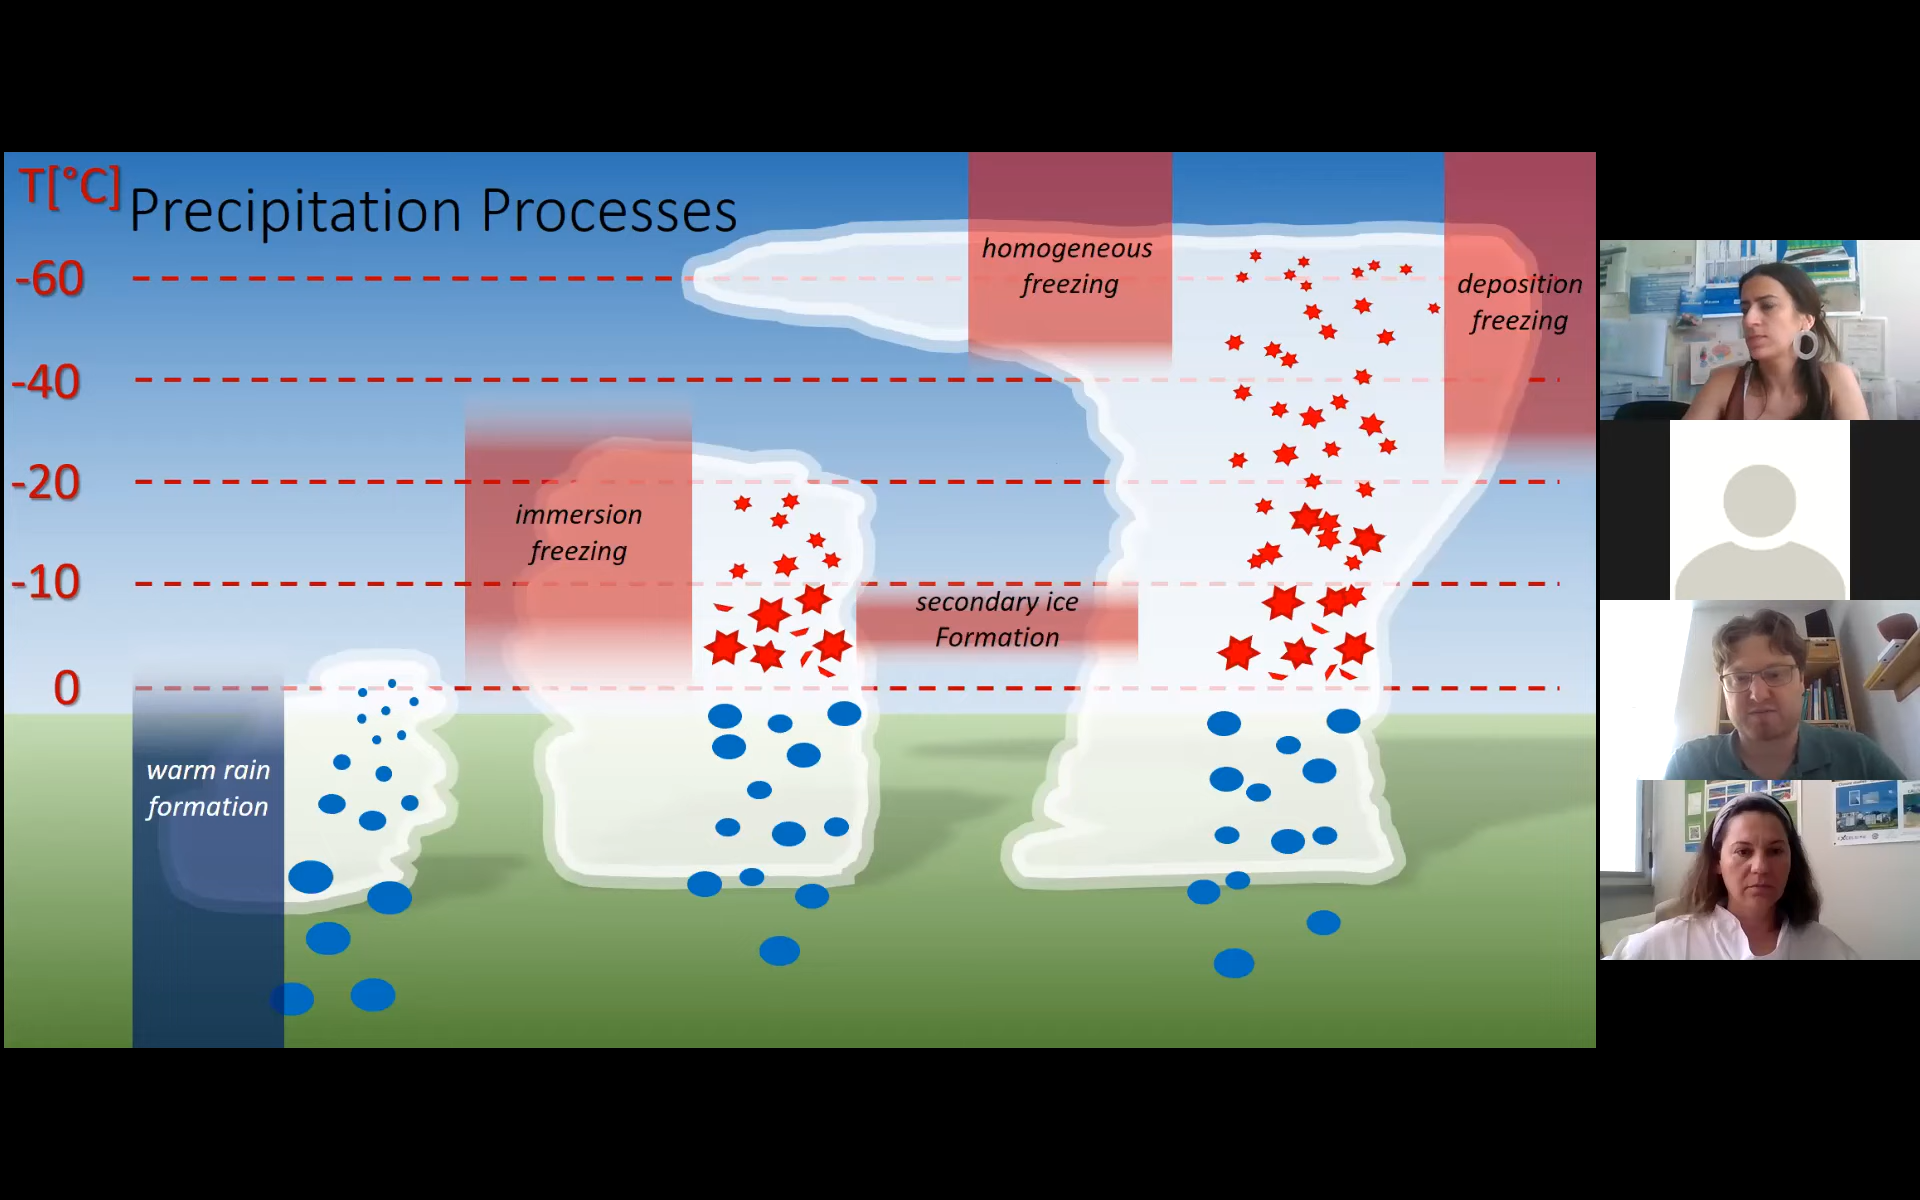 T[°C]
Precipitation Processes
-60
-40
-20
-10
0
homogeneous
freezing
deposition
freezing
immersion
freezing
secondary ice
Formation
warm rain
formation